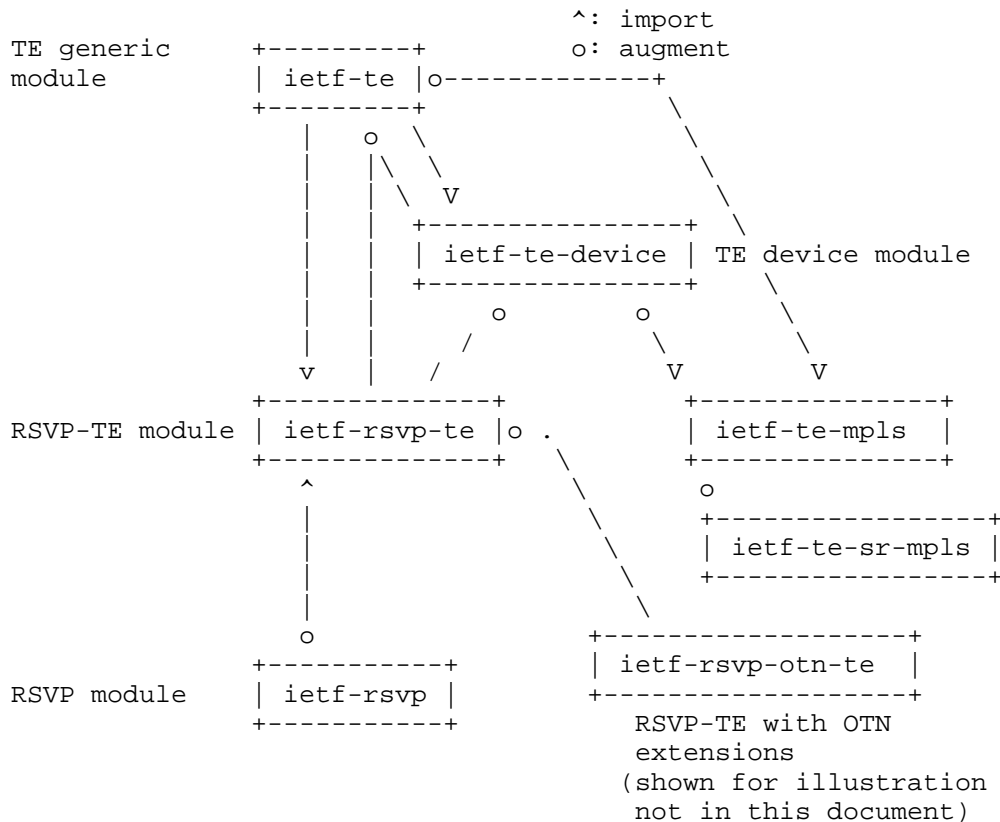 ^: import
TE generic
o: augment
module
ietf-te
ietf-te-device
TE device module
RSVP-TE module
ietf-rsvp-te
ietf-te-mpls
ietf-te-sr-mpls
RSVP module
ietf-rsvp
ietf-rsvp-otn-te
RSVP-TE with OTN
extensions
(shown for illustration
not in this document)